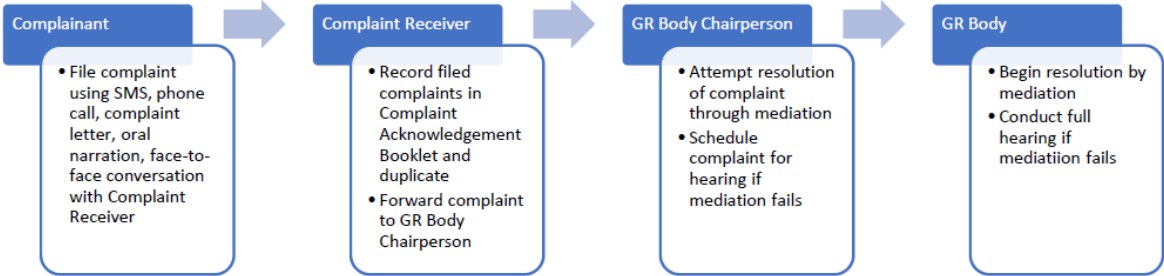 Complainant
• File complaint
using SMS, phone
call, complaint
letter, oral
narration, face-to-
face conversation
with Complaint
Receiver
Complaint Receiver
• Record filed
complaints in
Complaint
Acknowledgement
Booklet and
duplicate
• Forward complaint
to GR Body
Chairperson
GR Body Chairperson
• Attempt resolution
of complaint
through mediation
• Schedule
complaint for
hearing if
mediation fails
GR Body
• Begin resolution by
mediation
• Conduct full
hearing if
mediatiion fails